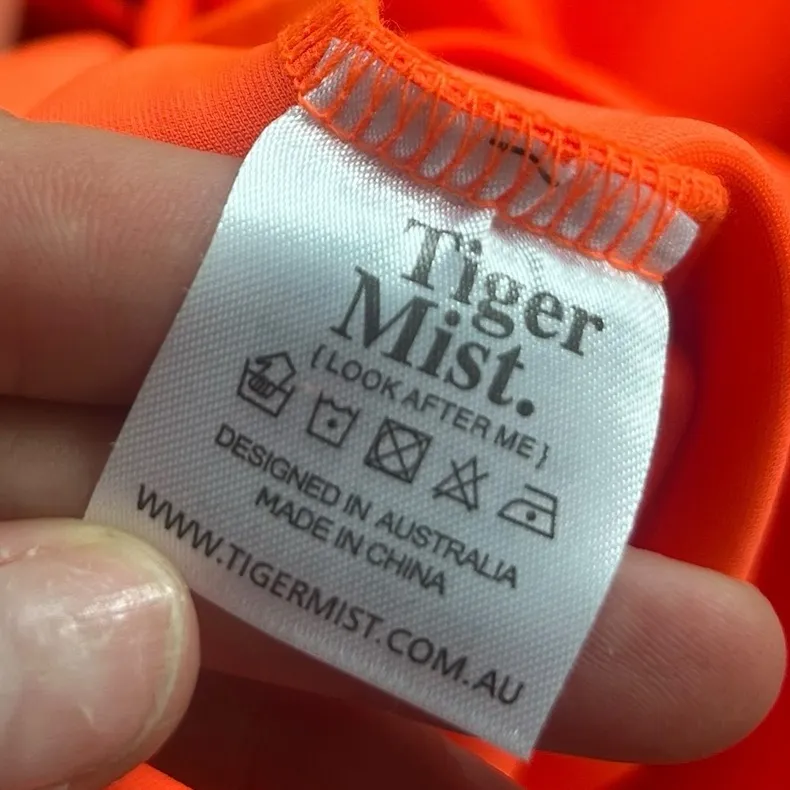 Tiger
Mist.
{LOOK AFTER ME}
DESIGNED IN AUSTRALIA
MADE IN CHINA
WWW.TIGERMIST.COM.AU